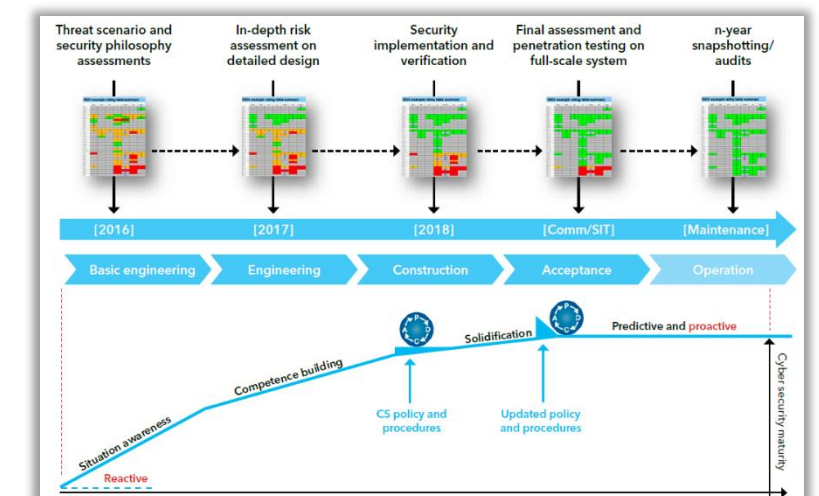 Threat scenario and
security philosophy
assessments
In-depth risk
assessment on
detailed design
Security
implementation and
verification
Final assessment and
penetration testing on
full-scale system
n-year
snapshotting/
audits
[2016]
[2017]
[2018]
[Comm/SIT]
[Maintenance]
Basic engineering
Engineering
Construction
Acceptance
Operation
Situation awareness
Competence building
Solidification
Predictive and proactive
P
D
C
A
P
D
C
A
CS policy and
procedures
Updated policy
and procedures
Reactive
Cyber security maturity